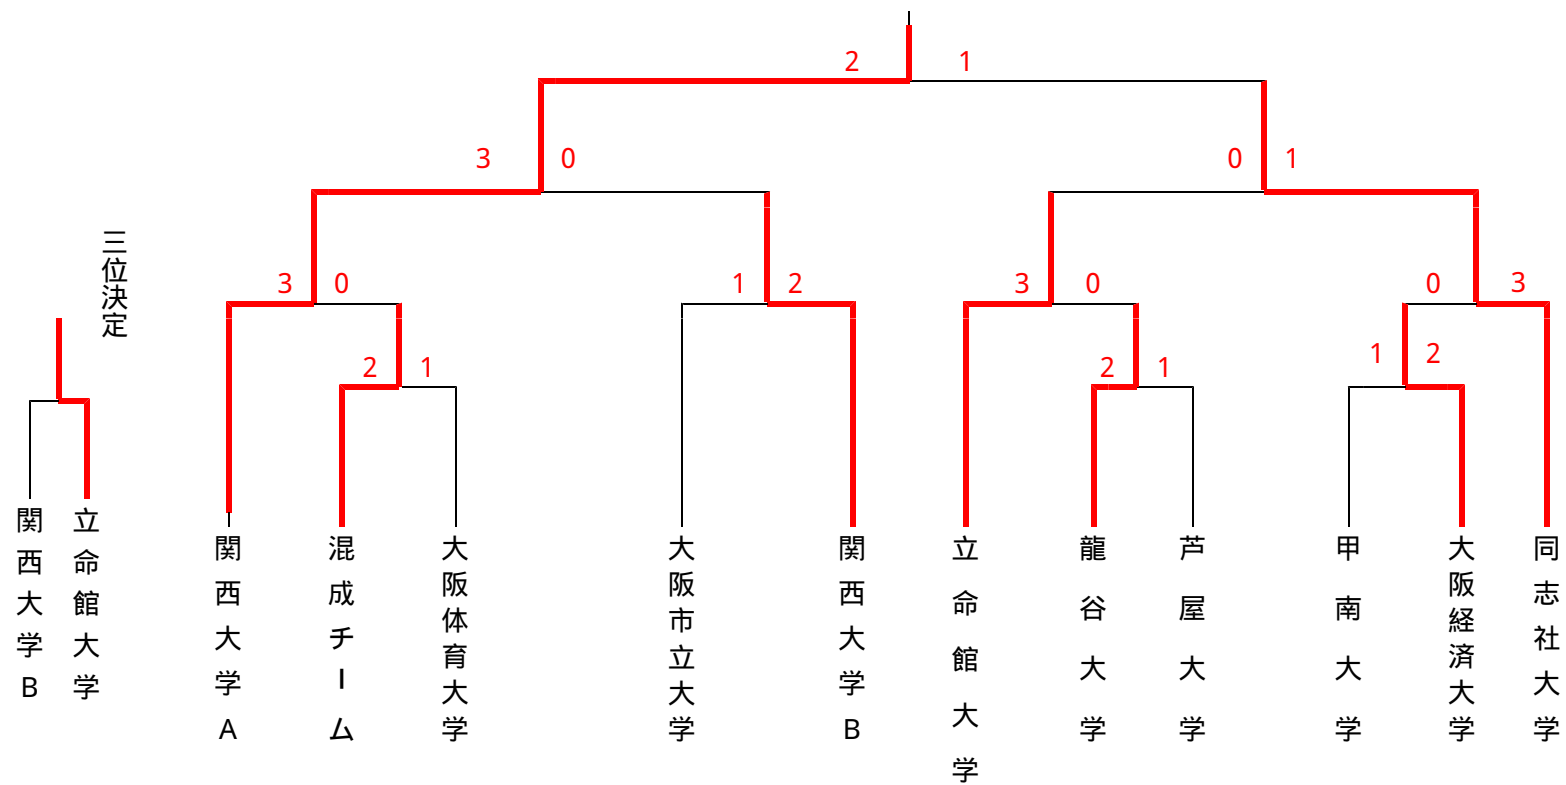 2 1
3 0
0 1
三位決定
3 0
1 2
3 0
0 3
2 1
2 1
1 2
関西大学B
立命館大学
関西大学A
混成チーム
大阪体育大学
大阪市立大学
関西大学B
立命館大学
龍谷大学
芦屋大学
甲南大学
大阪経済大学
同志社大学